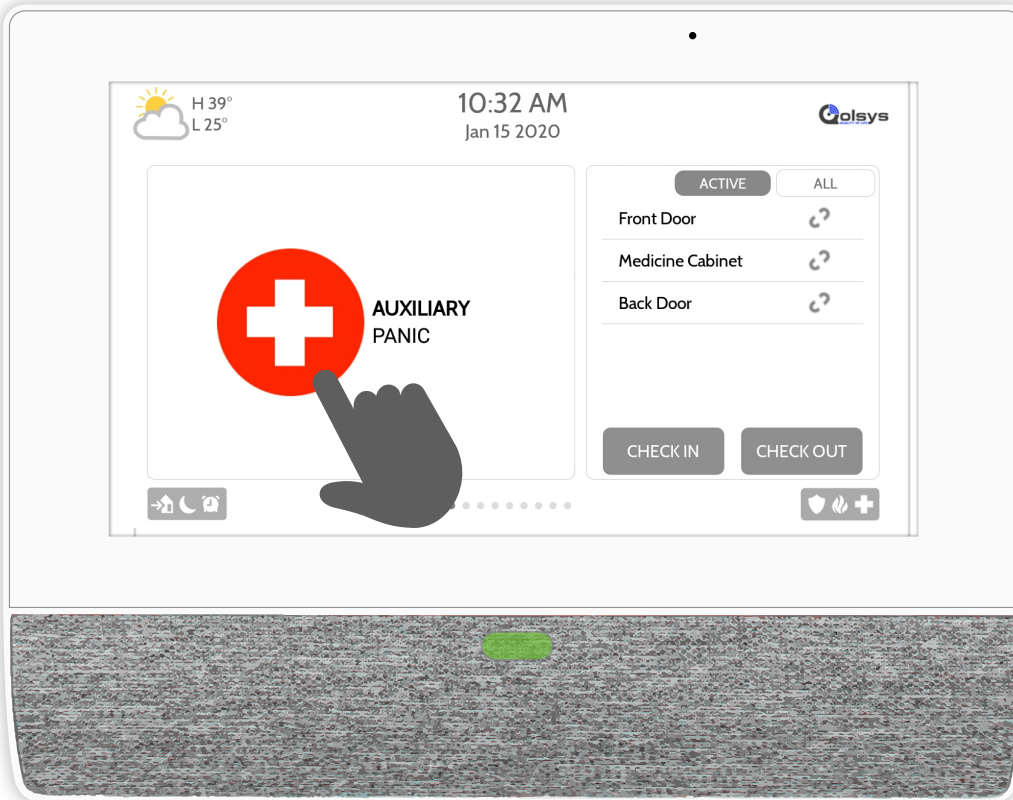 H 39°
L 25°
10:32 AM
Jan 15 2020
Qolsys
ACTIVE
ALL
Front Door
Medicine Cabinet
Back Door
AUXILIARY
PANIC
CHECK IN
CHECK OUT